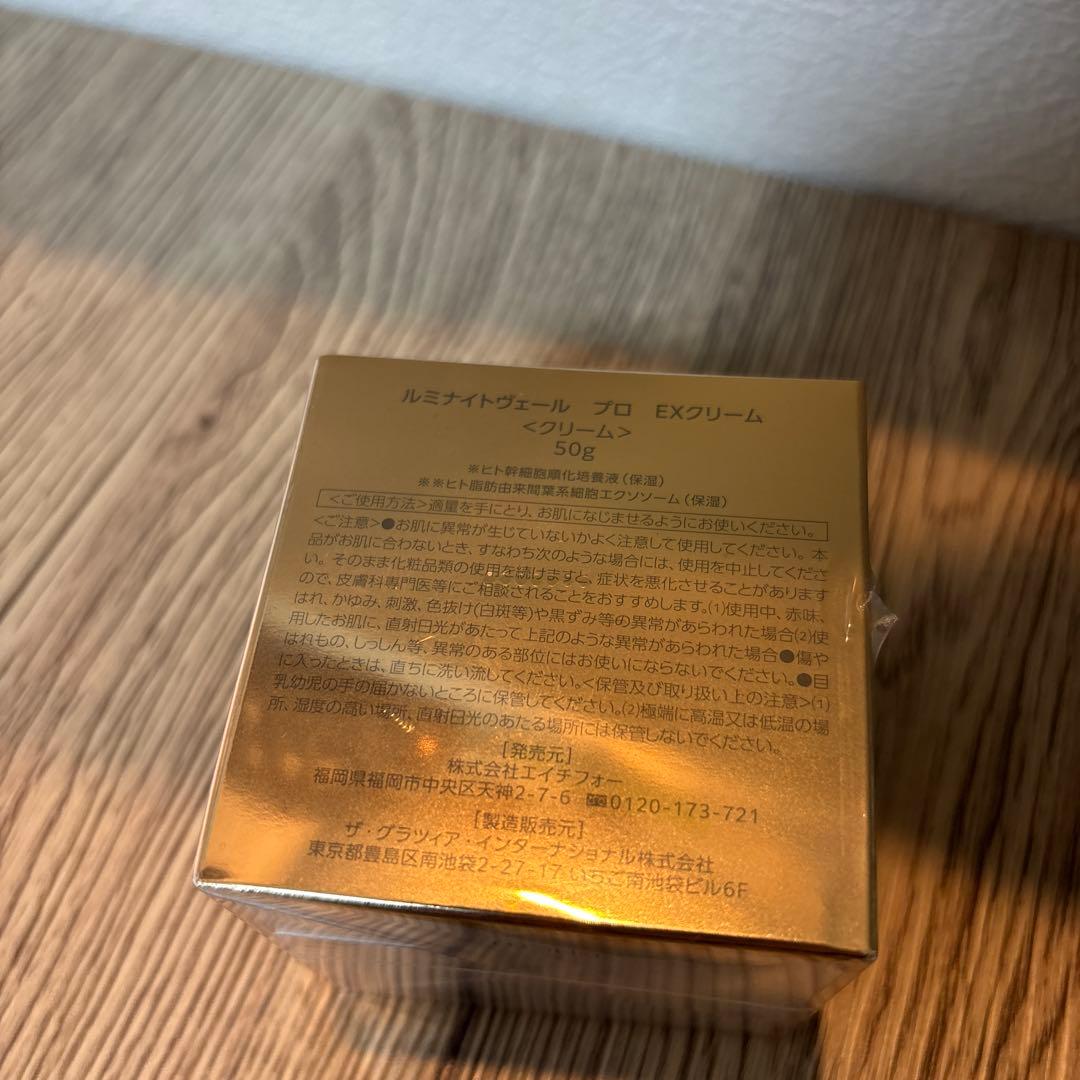 ルミナイトヴェール　プロ　EXクリーム
<クリーム>
50g
※ヒト幹細胞順化培養液（保湿）
※※ヒト脂肪由来間葉系細胞エクソソーム（保湿）
<ご使用方法>適量を手にとり、お肌になじませるようにお使いください。
<ご注意>●お肌に異常が生じていないかよく注意して使用してください。本
品がお肌に合わないとき、すなわち次のような場合には、使用を中止してくださ
い。そのまま化粧品類の使用を続けますと、症状を悪化させることがあります
ので、皮膚科専門医等にご相談されることをおすすめします。(1)使用中、赤味、
はれ、かゆみ、刺激、色抜け(白斑等)や黒ずみ等の異常があらわれた場合(2)使
用したお肌に、直射日光があたって上記のような異常があらわれた場合●傷や
はれもの、しっしん等、異常のある部位にはお使いにならないでください。●目
に入ったときは、直ちに洗い流してください。<保管及び取り扱い上の注意>(1)
乳幼児の手の届かないところに保管してください。(2)極端に高温又は低温の場
所、湿度の高い場所、直射日光のあたる場所には保管しないでください。
[発売元]
株式会社エイチフォー
福岡県福岡市中央区天神2-7-6 0120-173-721
[製造販売元]
ザ・グラツィア・インターナショナル株式会社
東京都豊島区南池袋2-27-17 いちご南池袋ビル6F